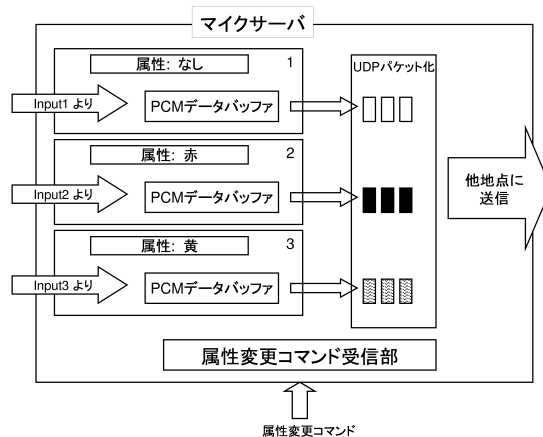 マイクサーバ
属性: なし
1
UDPパケット化
Input1 より
PCMデータバッファ
属性: 赤
2
Input2 より
PCMデータバッファ
他地点に
送信
属性: 黄
3
Input3 より
PCMデータバッファ
属性変更コマンド受信部
属性変更コマンド